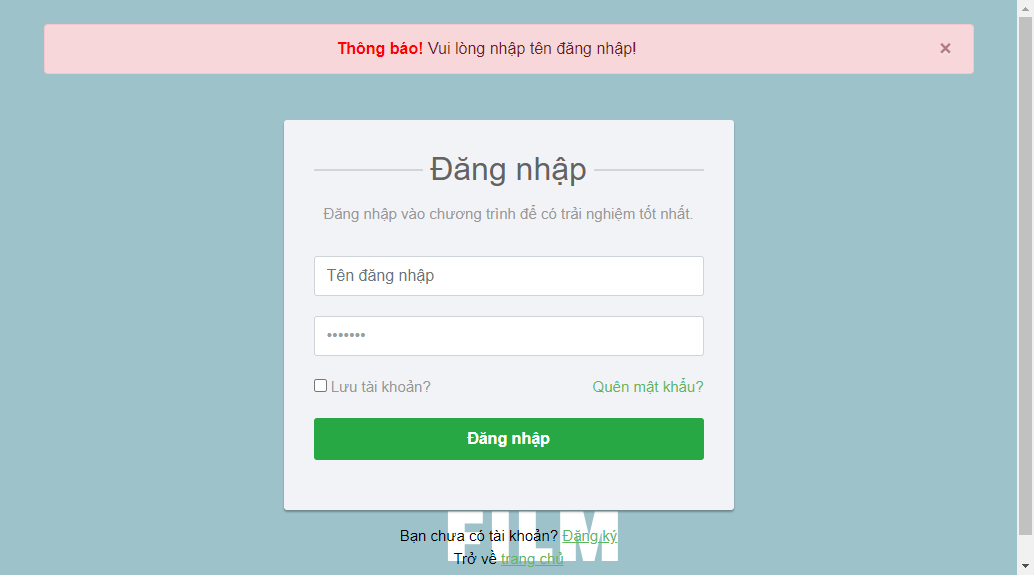 Thông báo! Vui lòng nhập tên đăng nhập!
×
Đăng nhập
Đăng nhập vào chương trình để có trải nghiệm tốt nhất.
Tên đăng nhập
•••••••
Lưu tài khoản? Quên mật khẩu?
Đăng nhập
FILM
Bạn chưa có tài khoản? Đăng ký
Trở về trang chủ